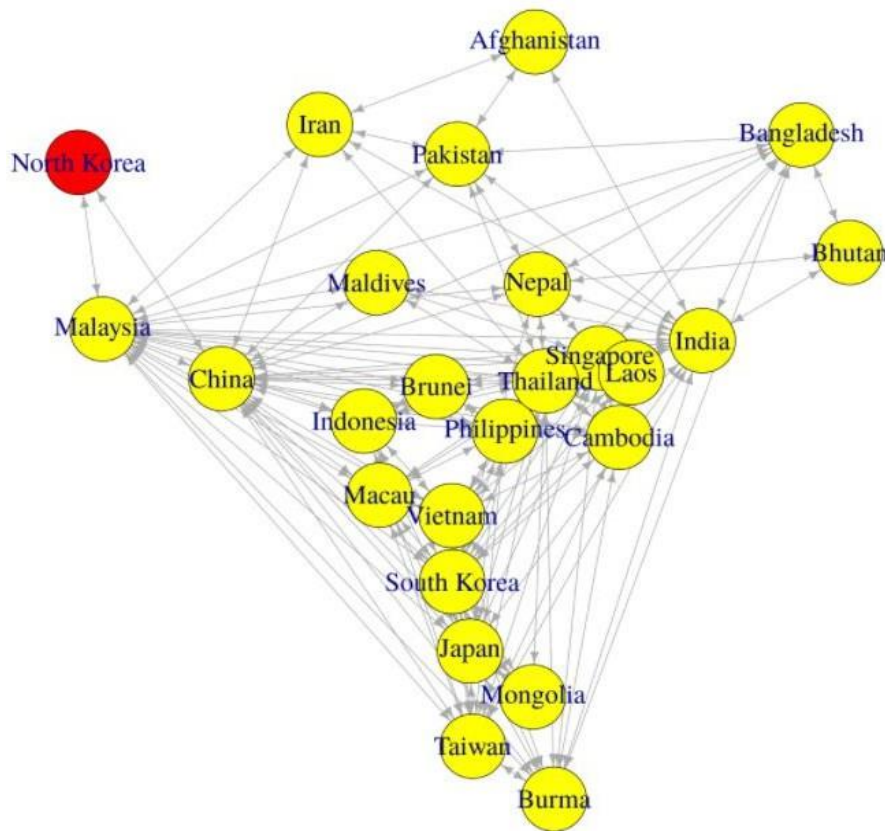 Afghanistan
Iran
Bangladesh
Pakistan
North Korea
Bhutan
Maldives
Nepal
Malaysia
India
Singapore
China
Brunei
Thailand
Laos
Indonesia
Philippines
Cambodia
Macau
Vietnam
South Korea
Japan
Mongolia
Taiwan
Burma